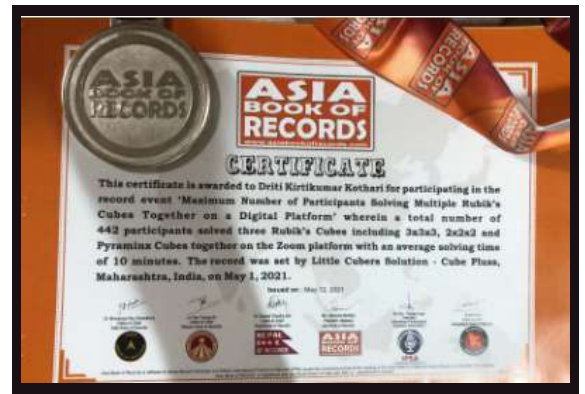 ASIA
BOOK OF
RECORDS
ASIA
BOOK OF
RECORDS
www.asiabookofrecords.com
ASIA
BOOK OF
RECORDS
CERTIFICATE
This certificate is awarded to Driti Kirtikumar Kothari for participating in the
record event 'Maximum Number of Participants Solving Multiple Rubik's
Cubes Together on a Digital Platform' wherein a total number of
442 participants solved three Rubik's Cubes including 3x3x3, 2x2x2 and
Pyraminx Cubes together on the Zoom platform with an average solving time
of 10 minutes. The record was set by Little Cubers Solution - Cube Pluss,
Maharashtra, India, on May 1, 2021.
Issued on : May 12, 2021
NEPAL
ASIA
RECORDS